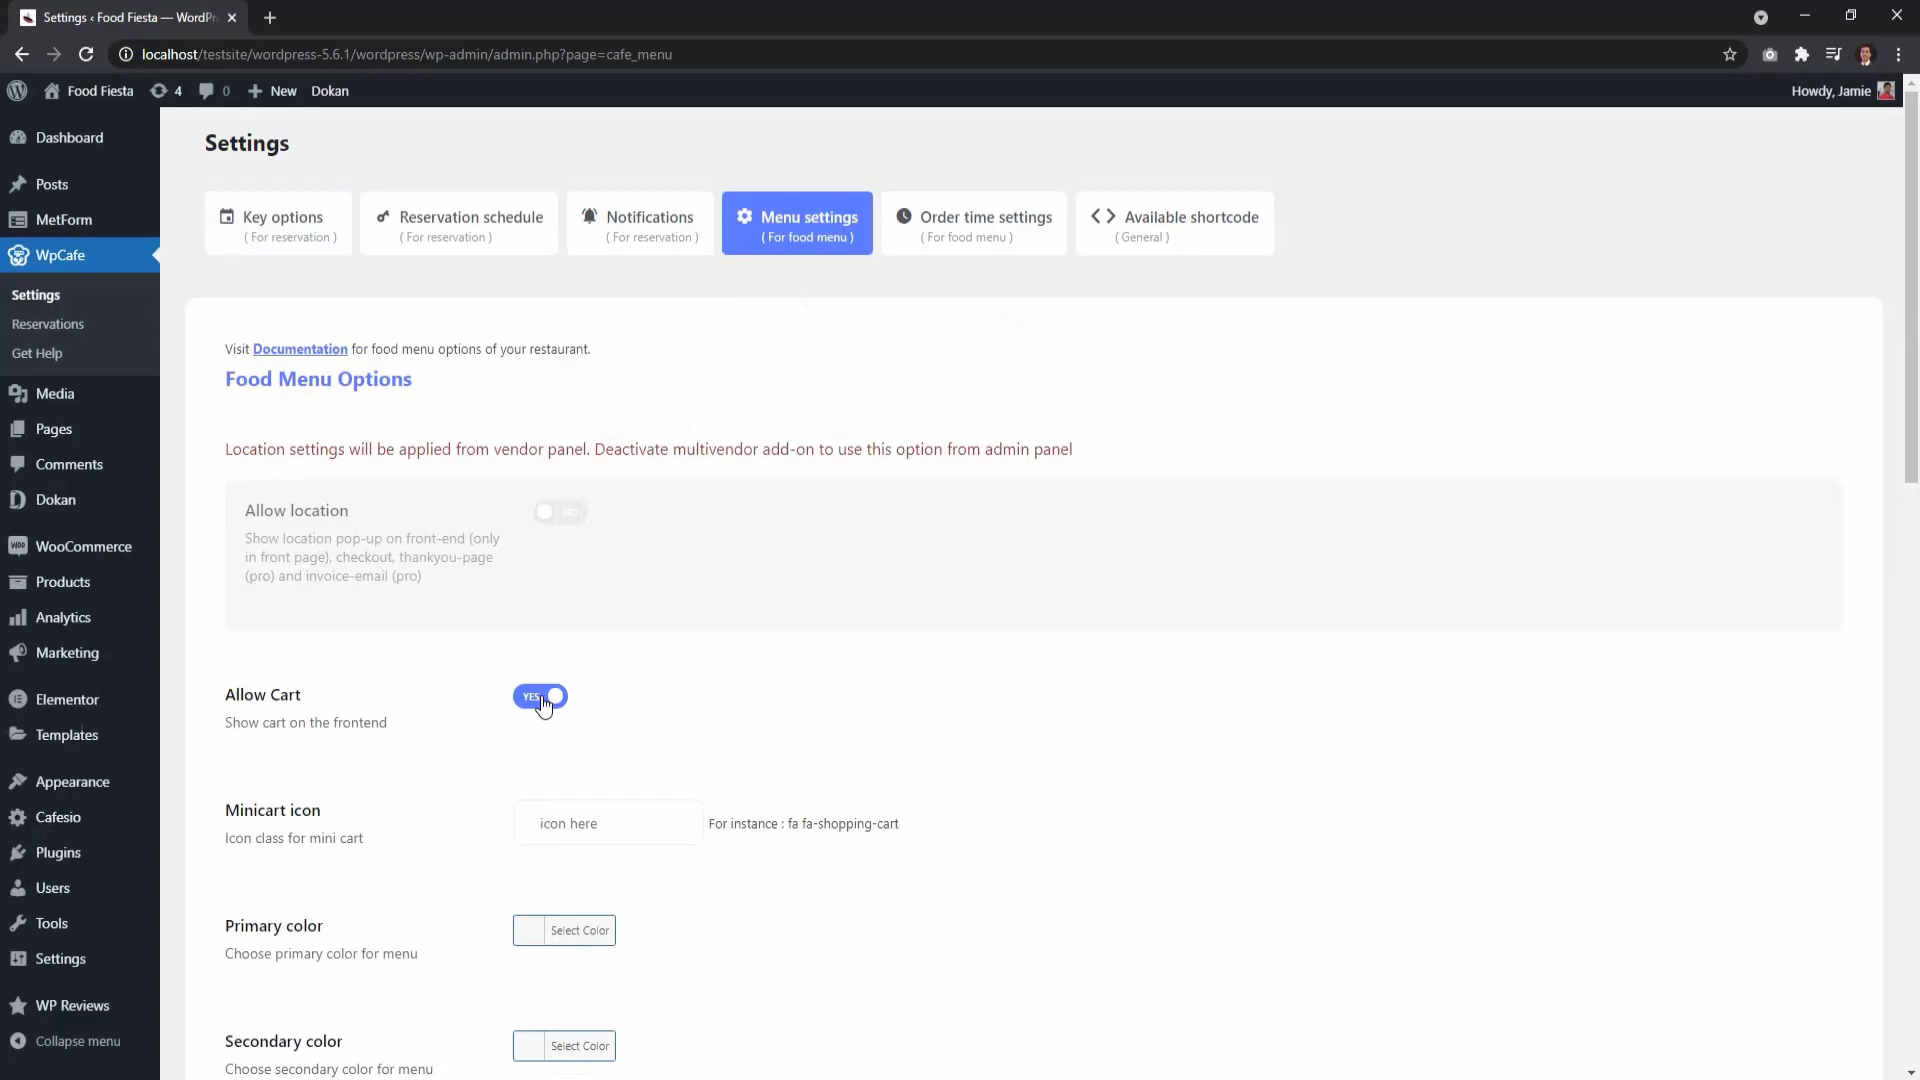 Settings ‹ Food Fiesta — WordPr
localhost/testsite/wordpress-5.6.1/wordpress/wp-admin/admin.php?page=cafe_menu
Food Fiesta
4
0
New
Dokan
Howdy, Jamie
Dashboard
Posts
MetForm
WpCafe
Settings
Reservations
Get Help
Media
Pages
Comments
Dokan
WooCommerce
Products
Analytics
Marketing
Elementor
Templates
Appearance
Cafesio
Plugins
Users
Tools
Settings
WP Reviews
Collapse menu
Settings
Key options
( For reservation )
Reservation schedule
( For reservation )
Notifications
( For reservation )
Menu settings
( For food menu )
Order time settings
( For food menu )
Available shortcode
( General )
Visit Documentation for food menu options of your restaurant.
Food Menu Options
Location settings will be applied from vendor panel. Deactivate multivendor add-on to use this option from admin panel
Allow location
NO
Show location pop-up on front-end (only
in front page), checkout, thankyou-page
(pro) and invoice-email (pro)
Allow Cart
YES
Show cart on the frontend
Minicart icon
icon here
For instance : fa fa-shopping-cart
Icon class for mini cart
Primary color
Select Color
Choose primary color for menu
Secondary color
Select Color
Choose secondary color for menu